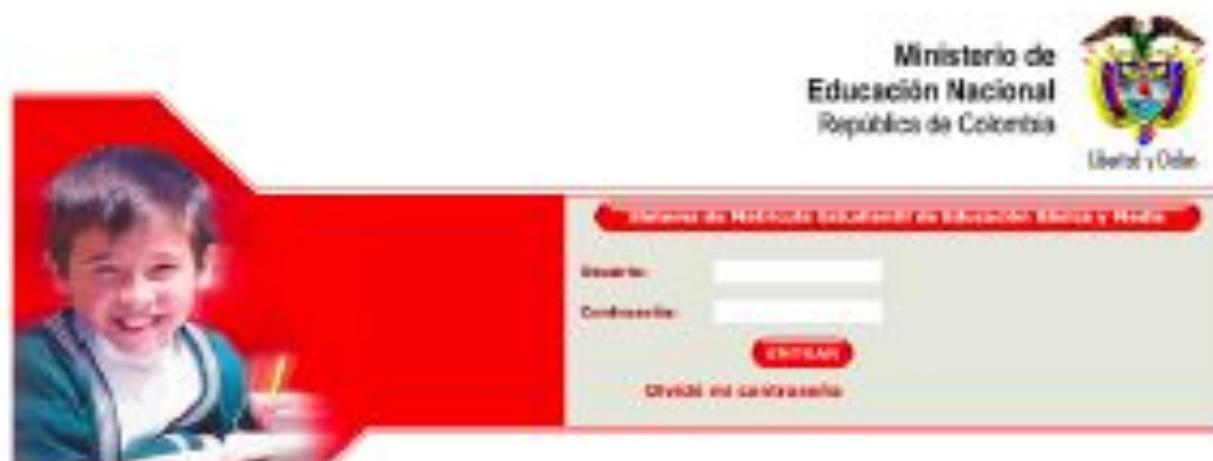 Ministerio de
Educación Nacional
República de Colombia
Libertad y Orden
Sistema de Matrícula Estudiantil de Educación Básica y Media
Usuario:
Contraseña:
ENTRAR
Olvidé mi contraseña